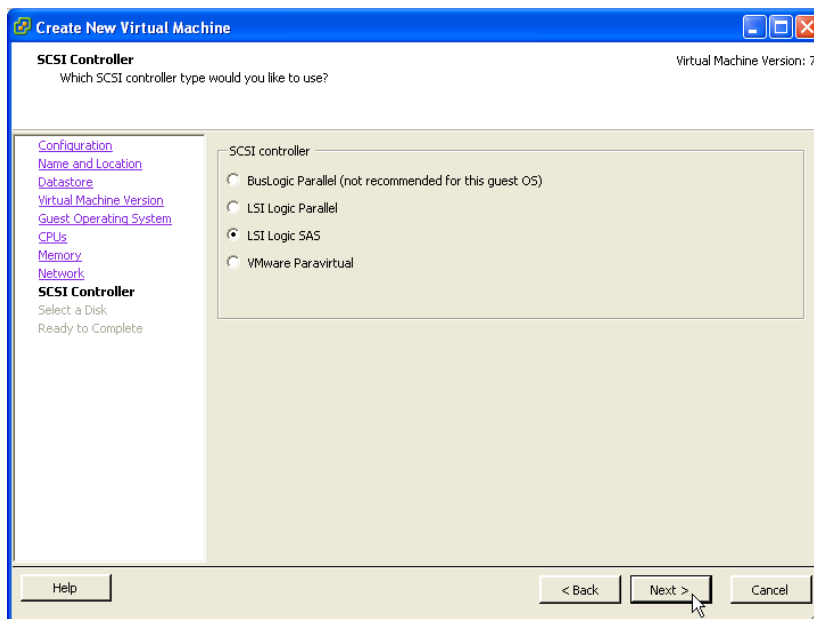 Create New Virtual Machine
SCSI Controller
Which SCSI controller type would you like to use?
Virtual Machine Version: 7
Configuration
Name and Location
Datastore
Virtual Machine Version
Guest Operating System
CPUs
Memory
Network
SCSI Controller
Select a Disk
Ready to Complete
SCSI controller
BusLogic Parallel (not recommended for this guest OS)
LSI Logic Parallel
LSI Logic SAS
VMware Paravirtual
Help
< Back
Next >
Cancel